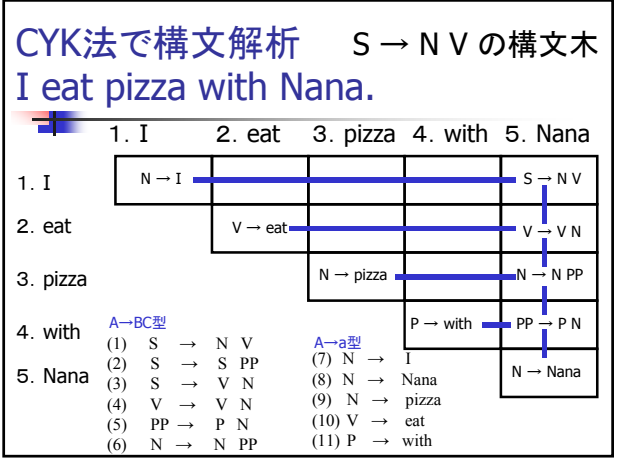 CYK法で構文解析 S → N V の構文木
I eat pizza with Nana.
1. I 2. eat 3. pizza 4. with 5. Nana
1. I N → I S → N V
2. eat V → eat V → V N
3. pizza N → pizza N → N PP
4. with P → with PP → P N
5. Nana N → Nana
A→BC型
(1) S → N V
(2) S → S PP
(3) S → V N
(4) V → V N
(5) PP → P N
(6) N → N PP
A→a型
(7) N → I
(8) N → Nana
(9) N → pizza
(10) V → eat
(11) P → with